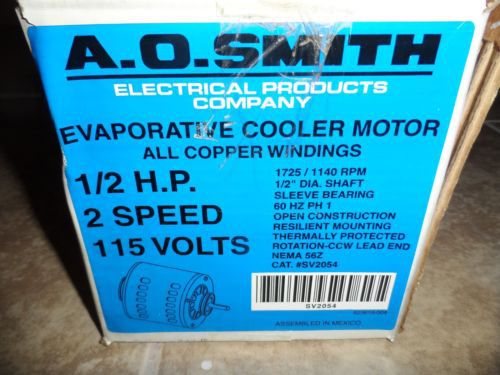 A.O.SMITH
ELECTRICAL PRODUCTS
COMPANY
EVAPORATIVE COOLER MOTOR
ALL COPPER WINDINGS
1/2 H.P.
2 SPEED
115 VOLTS
1725 / 1140 RPM
1/2" DIA. SHAFT
SLEEVE BEARING
60 HZ PH 1
OPEN CONSTRUCTION
RESILIENT MOUNTING
THERMALLY PROTECTED
ROTATION-CCW LEAD END
NEMA 56Z
CAT. #SV2054
SV2054
ASSEMBLED IN MEXICO